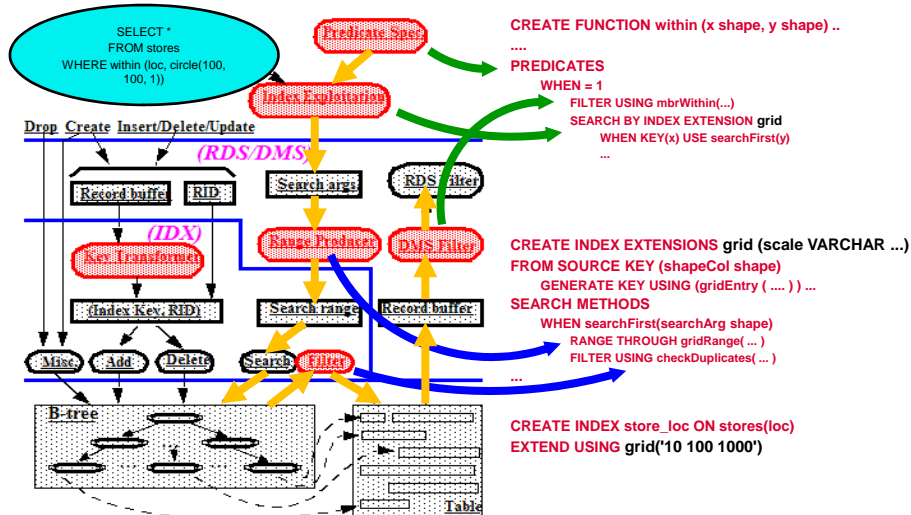 SELECT *
FROM stores
WHERE within (loc, circle(100,
100, 1))
Predicate Spec
Index Exploitation
Drop Create Insert/Delete/Update
(RDS/DMS)
Record buffer
RID
Search args
RDS Filter
(IDX)
Key Transformer
Range Producer
DMS Filter
(Index Key, RID)
Search range
Record buffer
Misc.
Add
Delete
Search
Filter
B-tree
...
...
...
Table
CREATE FUNCTION within (x shape, y shape) ..
....
PREDICATES
WHEN = 1
FILTER USING mbrWithin(...)
SEARCH BY INDEX EXTENSION grid
WHEN KEY(x) USE searchFirst(y)
...
CREATE INDEX EXTENSIONS grid (scale VARCHAR ...)
FROM SOURCE KEY (shapeCol shape)
GENERATE KEY USING (gridEntry ( .... ) ) ...
SEARCH METHODS
WHEN searchFirst(searchArg shape)
RANGE THROUGH gridRange( ... )
FILTER USING checkDuplicates( ... )
...
CREATE INDEX store_loc ON stores(loc)
EXTEND USING grid('10 100 1000')